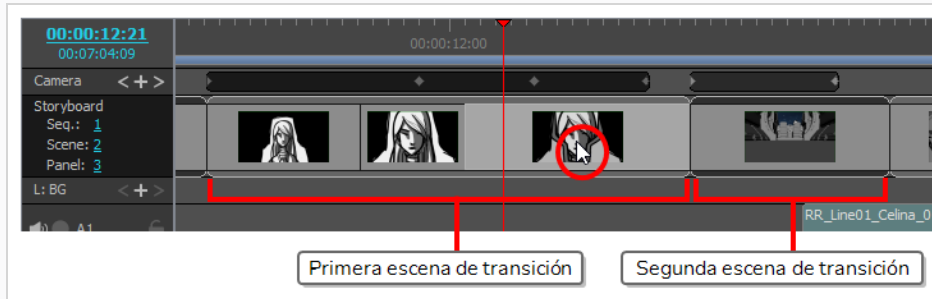 00:00:12:21
00:07:04:09
00:00:12:00
Camera < + >
Storyboard
Seq.: 1
Scene: 2
Panel: 3
L: BG < + >
A1
RR_Line01_Celina_0
Primera escena de transición
Segunda escena de transición